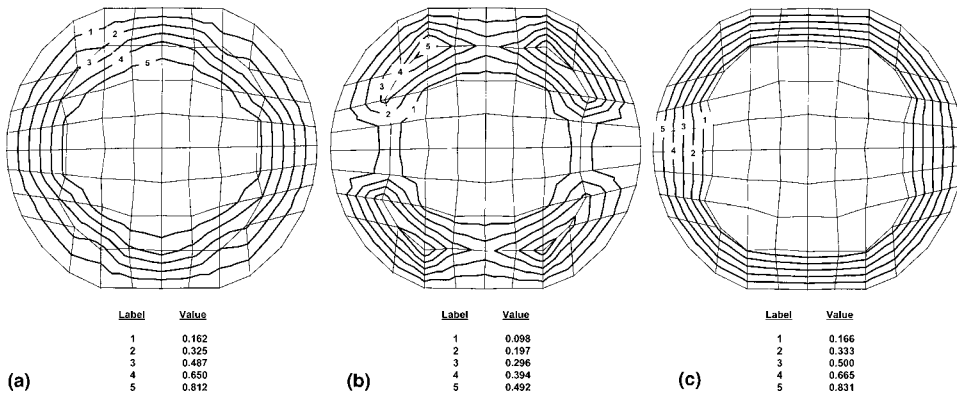 1 2 3 4 5
5 4 3 2
5 3 1 4 2
Label Value
1 0.162
2 0.325
3 0.487
4 0.650
5 0.812
(a)
Label Value
1 0.098
2 0.197
3 0.296
4 0.394
5 0.492
(b)
Label Value
1 0.166
2 0.333
3 0.500
4 0.665
5 0.831
(c)